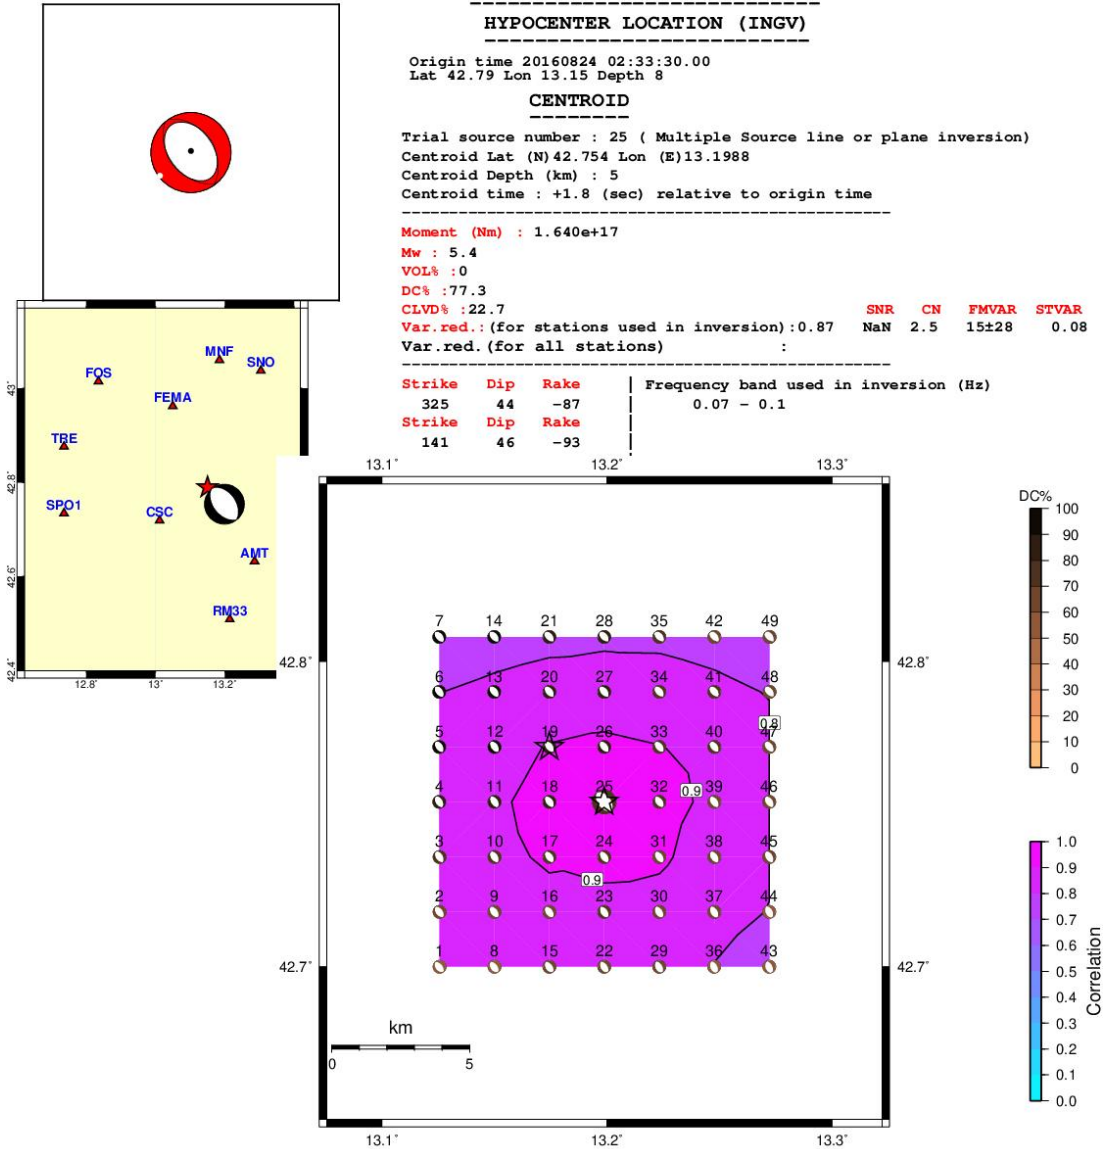 HYPOCENTER LOCATION (INGV)
Origin time 20160824 02:33:30.00
Lat 42.79 Lon 13.15 Depth 8
CENTROID
Trial source number : 25 ( Multiple Source line or plane inversion)
Centroid Lat (N)42.754 Lon (E)13.1988
Centroid Depth (km) : 5
Centroid time : +1.8 (sec) relative to origin time
Moment (Nm) : 1.640e+17
Mw : 5.4
VOL% :0
DC% :77.3
CLVD% :22.7 SNR CN FMVAR STVAR
Var.red.:(for stations used in inversion):0.87 NaN 2.5 15±28 0.08
Var.red.(for all stations) :
Strike Dip Rake | Frequency band used in inversion (Hz)
325 44 −87 | 0.07 − 0.1
Strike Dip Rake
141 46 −93
MNF
SNO
FOS
43˚
FEMA
TRE
42.8˚
SPO1
CSC
AMT
42.6˚
RM33
42.4˚
12.8˚ 13˚ 13.2˚
13.1˚ 13.2˚ 13.3˚
7 14 21 28 35 42 49
42.8˚ 42.8˚
6 13 20 27 34 41 48
0.8
5 12 19 26 33 40 47
4 11 18 25 32 0.9 39 46
3 10 17 24 31 38 45
0.9
2 9 16 23 30 37 44
1 8 15 22 29 36 43
42.7˚ 42.7˚
km
0 5
13.1˚ 13.2˚ 13.3˚
DC%
100
90
80
70
60
50
40
30
20
10
0
1.0
0.9
0.8
0.7
0.6
0.5
0.4
0.3
0.2
0.1
0.0
Correlation